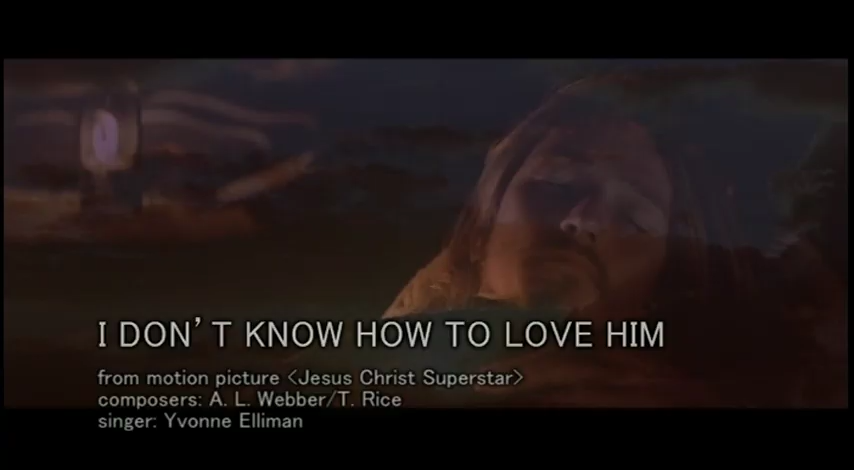 I DON'T KNOW HOW TO LOVE HIM
from motion picture <Jesus Christ Superstar>
composers: A. L. Webber/T. Rice
singer: Yvonne Elliman